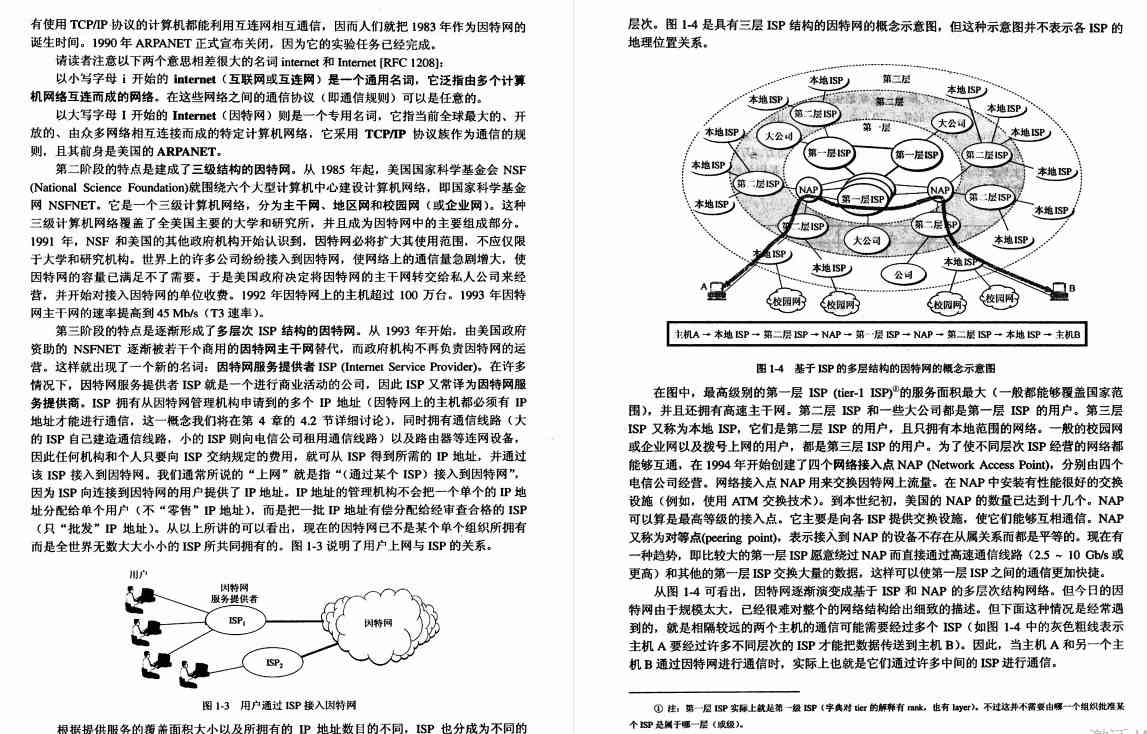 有使用 TCP/IP 协议的计算机都能利用互连网相互通信，因而人们就把 1983 年作为因特网的
诞生时间。1990 年 ARPANET 正式宣布关闭，因为它的实验任务已经完成。
请读者注意以下两个意思相差很大的名词 internet 和 Internet [RFC 1208]：
以小写字母 i 开始的 internet（互联网或互连网）是一个通用名词，它泛指由多个计算
机网络互连而成的网络。在这些网络之间的通信协议（即通信规则）可以是任意的。
以大写字母 I 开始的 Internet（因特网）则是一个专用名词，它指当前全球最大的、开
放的、由众多网络相互连接而成的特定计算机网络，它采用 TCP/IP 协议族作为通信的规
则，且其前身是美国的 ARPANET。
第二阶段的特点是建成了三级结构的因特网。从 1985 年起，美国国家科学基金会 NSF
(National Science Foundation)就围绕六个大型计算机中心建设计算机网络，即国家科学基金
网 NSFNET。它是一个三级计算机网络，分为主干网、地区网和校园网（或企业网）。这种
三级计算机网络覆盖了全美国主要的大学和研究所，并且成为因特网中的主要组成部分。
1991 年，NSF 和美国的其他政府机构开始认识到，因特网必将扩大其使用范围，不应仅限
于大学和研究机构。世界上的许多公司纷纷接入到因特网，使网络上的通信量急剧增大，使
因特网的容量已满足不了需要。于是美国政府决定将因特网的主干网转交给私人公司来经
营，并开始对接入因特网的单位收费。1992 年因特网上的主机超过 100 万台。1993 年因特
网主干网的速率提高到 45 Mb/s（T3 速率）。
第三阶段的特点是逐渐形成了多层次 ISP 结构的因特网。从 1993 年开始，由美国政府
资助的 NSFNET 逐渐被若干个商用的因特网主干网替代，而政府机构不再负责因特网的运
营。这样就出现了一个新的名词：因特网服务提供者 ISP (Internet Service Provider)。在许多
情况下，因特网服务提供者 ISP 就是一个进行商业活动的公司，因此 ISP 又常译为因特网服
务提供商。ISP 拥有从因特网管理机构申请到的多个 IP 地址（因特网上的主机都必须有 IP
地址才能进行通信，这一概念我们将在第 4 章的 4.2 节详细讨论），同时拥有通信线路（大
的 ISP 自己建造通信线路，小的 ISP 则向电信公司租用通信线路）以及路由器等连网设备，
因此任何机构和个人只要向 ISP 交纳规定的费用，就可从 ISP 得到所需的 IP 地址，并通过
该 ISP 接入到因特网。我们通常所说的“上网”就是指“（通过某个 ISP）接入到因特网”，
因为 ISP 向连接到因特网的用户提供了 IP 地址。IP 地址的管理机构不会把一个单个的 IP 地
址分配给单个用户（不“零售”IP 地址），而是把一批 IP 地址有偿分配给经审查合格的 ISP
（只“批发”IP 地址）。从以上所讲的可以看出，现在的因特网已不是某个单个组织所拥有
而是全世界无数大大小小的 ISP 所共同拥有的。图 1-3 说明了用户上网与 ISP 的关系。
用户
因特网
服务提供者
ISP1
因特网
ISP2
图 1-3 用户通过 ISP 接入因特网
根据提供服务的覆盖面积大小以及所拥有的 IP 地址数目的不同，ISP 也分成为不同的
层次。图 1-4 是具有三层 ISP 结构的因特网的概念示意图，但这种示意图并不表示各 ISP 的
地理位置关系。
本地 ISP
第三层
本地 ISP
本地 ISP
第二层
本地 ISP
第二层 ISP
大公司
本地 ISP
大公司
第一层
本地 ISP
第一层 ISP
第一层 ISP
第二层 ISP
本地 ISP
本地 ISP
第二层 ISP
NAP
第一层 ISP
NAP
第二层 ISP
本地 ISP
本地 ISP
第二层 ISP
大公司
第二层 ISP
本地 ISP
本地 ISP
本地 ISP
公司
本地 ISP
A
B
校园网
校园网
校园网
校园网
主机A → 本地 ISP → 第二层 ISP → NAP → 第一层 ISP → NAP → 第二层 ISP → 本地 ISP → 主机B
图 1-4 基于 ISP 的多层结构的因特网的概念示意图
在图中，最高级别的第一层 ISP (tier-1 ISP)①的服务面积最大（一般都能够覆盖国家范
围），并且还拥有高速主干网。第二层 ISP 和一些大公司都是第一层 ISP 的用户。第三层
ISP 又称为本地 ISP，它们是第二层 ISP 的用户，且只拥有本地范围的网络。一般的校园网
或企业网以及拨号上网的用户，都是第三层 ISP 的用户。为了使不同层次 ISP 经营的网络都
能够互通，在 1994 年开始创建了四个网络接入点 NAP (Network Access Point)，分别由四个
电信公司经营。网络接入点 NAP 用来交换因特网上流量。在 NAP 中安装有性能很好的交换
设施（例如，使用 ATM 交换技术）。到本世纪初，美国的 NAP 的数量已达到十几个。NAP
可以算是最高等级的接入点。它主要是向各 ISP 提供交换设施，使它们能够互相通信。NAP
又称为对等点(peering point)，表示接入到 NAP 的设备不存在从属关系而都是平等的。现在有
一种趋势，即比较大的第一层 ISP 愿意绕过 NAP 而直接通过高速通信线路（2.5 ~ 10 Gb/s 或
更高）和其他的第一层 ISP 交换大量的数据，这样可以使第一层 ISP 之间的通信更加快捷。
从图 1-4 可看出，因特网逐渐演变成基于 ISP 和 NAP 的多层次结构网络。但今日的因
特网由于规模太大，已经很难对整个的网络结构给出细致的描述。但下面这种情况是经常遇
到的，就是相隔较远的两个主机的通信可能需要经过多个 ISP（如图 1-4 中的灰色粗线表示
主机 A 要经过许多不同层次的 ISP 才能把数据传送到主机 B）。因此，当主机 A 和另一个主
机 B 通过因特网进行通信时，实际上也就是它们通过许多中间的 ISP 进行通信。
① 注：第一层 ISP 实际上就是第一级 ISP（字典对 tier 的解释有 rank，也有 layer）。不过这并不需要由哪一个组织批准某
个 ISP 是属于哪一层（或级）。